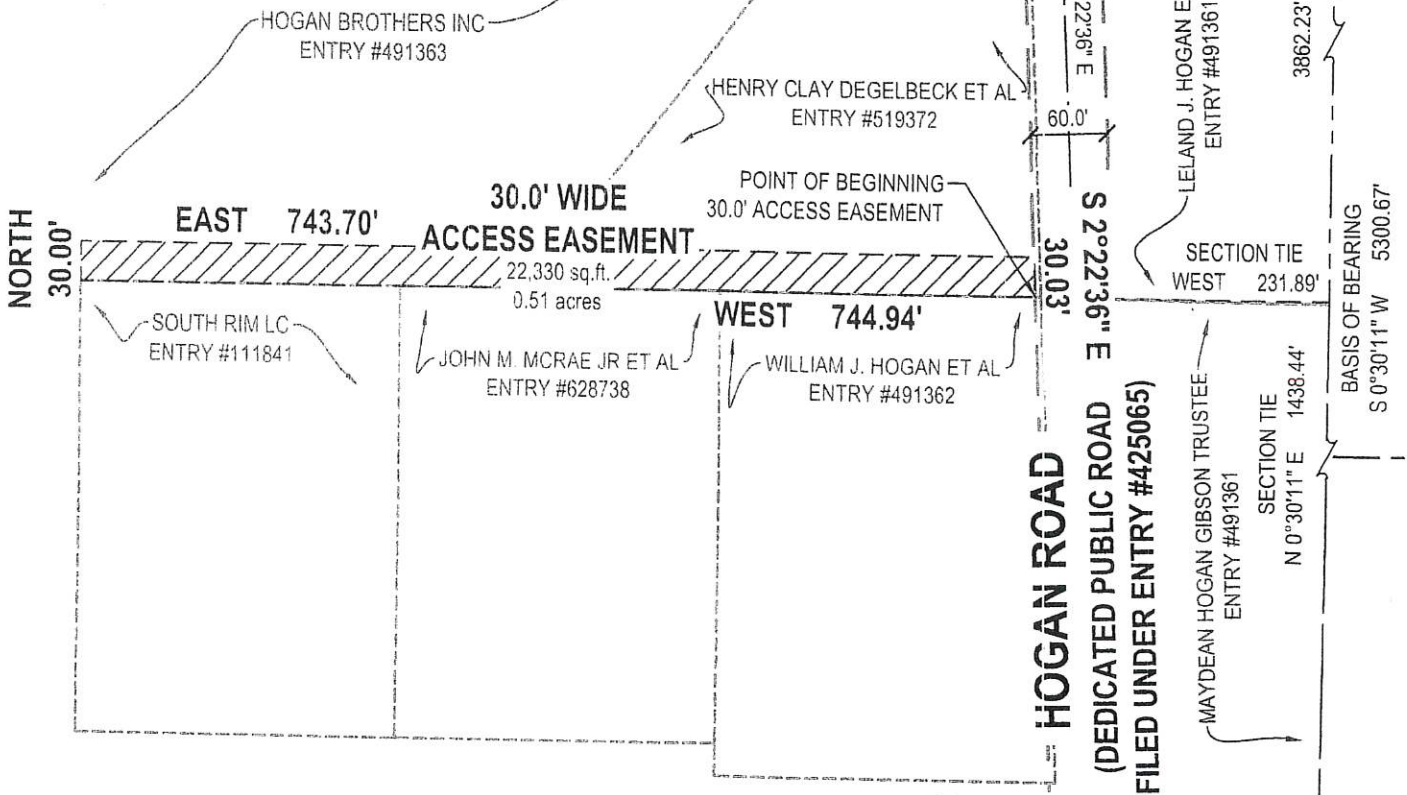 HOGAN BROTHERS INC
ENTRY #491363
HENRY CLAY DEGELBECK ET AL
ENTRY #519372
22'36" E
60.0'
LELAND J. HOGAN E
ENTRY #491361
3862.23'
NORTH
30.00'
EAST 743.70'
30.0' WIDE
ACCESS EASEMENT
22,330 sq.ft.
0.51 acres
POINT OF BEGINNING
30.0' ACCESS EASEMENT
WEST 744.94'
30.03'
S 2°22'36" E
SECTION TIE
WEST 231.89'
BASIS OF BEARING
S 0°30'11" W 5300.67'
SOUTH RIM LC
ENTRY #111841
JOHN M. MCRAE JR ET AL
ENTRY #628738
WILLIAM J. HOGAN ET AL
ENTRY #491362
HOGAN ROAD
(DEDICATED PUBLIC ROAD
FILED UNDER ENTRY #425065)
MAYDEAN HOGAN GIBSON TRUSTEE
ENTRY #491361
SECTION TIE
N 0°30'11" E 1438.44'